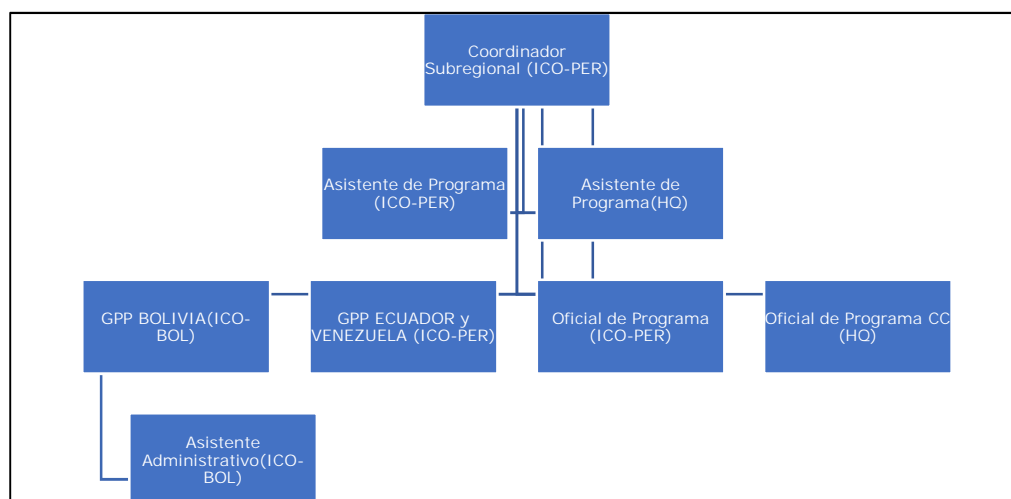 Coordinador
Subregional (ICO-PER)
Asistente de Programa
(ICO-PER)
Asistente de
Programa(HQ)
GPP BOLIVIA(ICO-
BOL)
GPP ECUADOR y
VENEZUELA (ICO-PER)
Oficial de Programa
(ICO-PER)
Oficial de Programa CC
(HQ)
Asistente
Administrativo(ICO-
BOL)